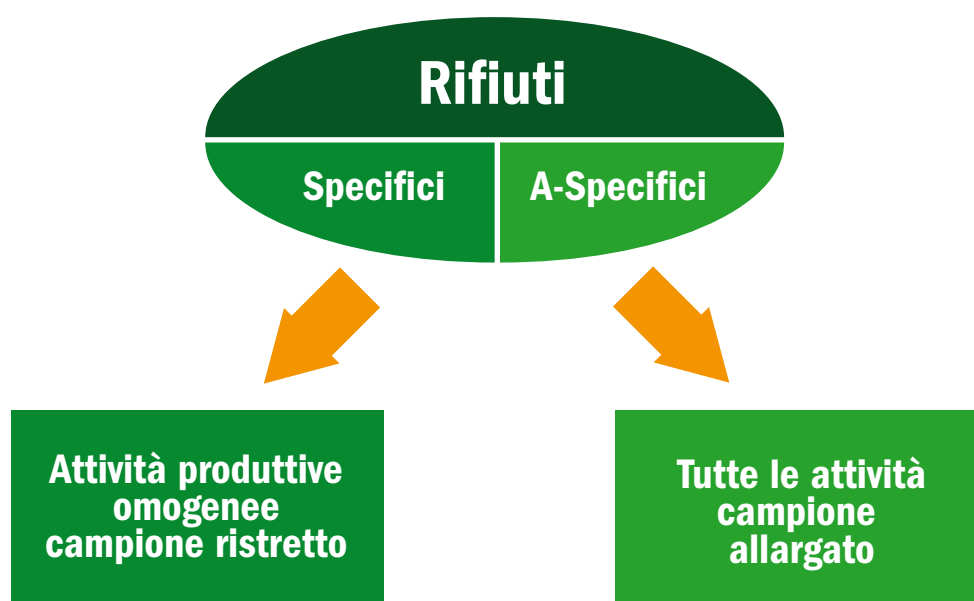 Rifiuti
Specifici
A-Specifici
Attività produttive
omogenee
campione ristretto
Tutte le attività
campione
allargato